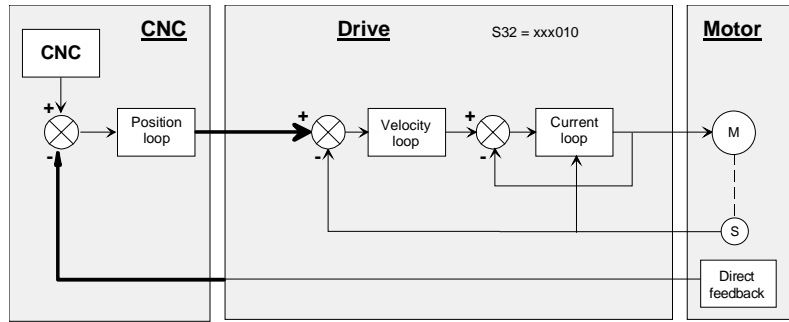 CNC
Drive
S32 = xxx010
Motor
CNC
+
Position
loop
-
+
-
Velocity
loop
+
-
Current
loop
M
S
Direct
feedback